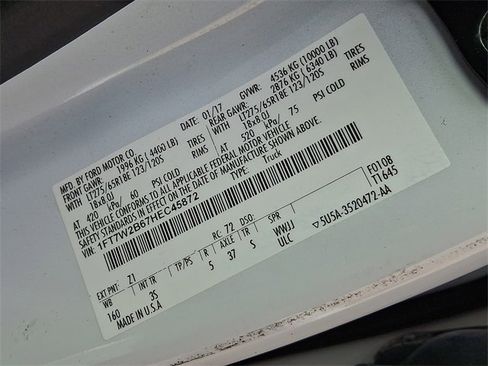 MFD. BY FORD MOTOR CO. DATE: 01/17 GVWR: 4536 KG (10000 LB)
FRONT GAWR: 1996 KG (4400 LB) REAR GAWR: 2876 KG (6340 LB)
WITH LT275/65R18E 123/120S TIRES WITH LT275/65R18E 123/120S TIRES
18x8.0J RIMS 18x8.0J RIMS
AT 420 kPa/ 60 PSI COLD AT 520 kPa/ 75 PSI COLD
THIS VEHICLE CONFORMS TO ALL APPLICABLE FEDERAL MOTOR VEHICLE
SAFETY STANDARDS IN EFFECT ON THE DATE OF MANUFACTURE SHOWN ABOVE.
VIN: 1FT7W2B67HEC45872 TYPE: Truck
F0108
T1645
EXT PNT: Z1 RC: 72 DSO:
WB INT TR TP/PS R AXLE TR SPR
160 3S 5 37 S WWJJ
MADE IN U.S.A. ULC 5U5A-3520472-AA